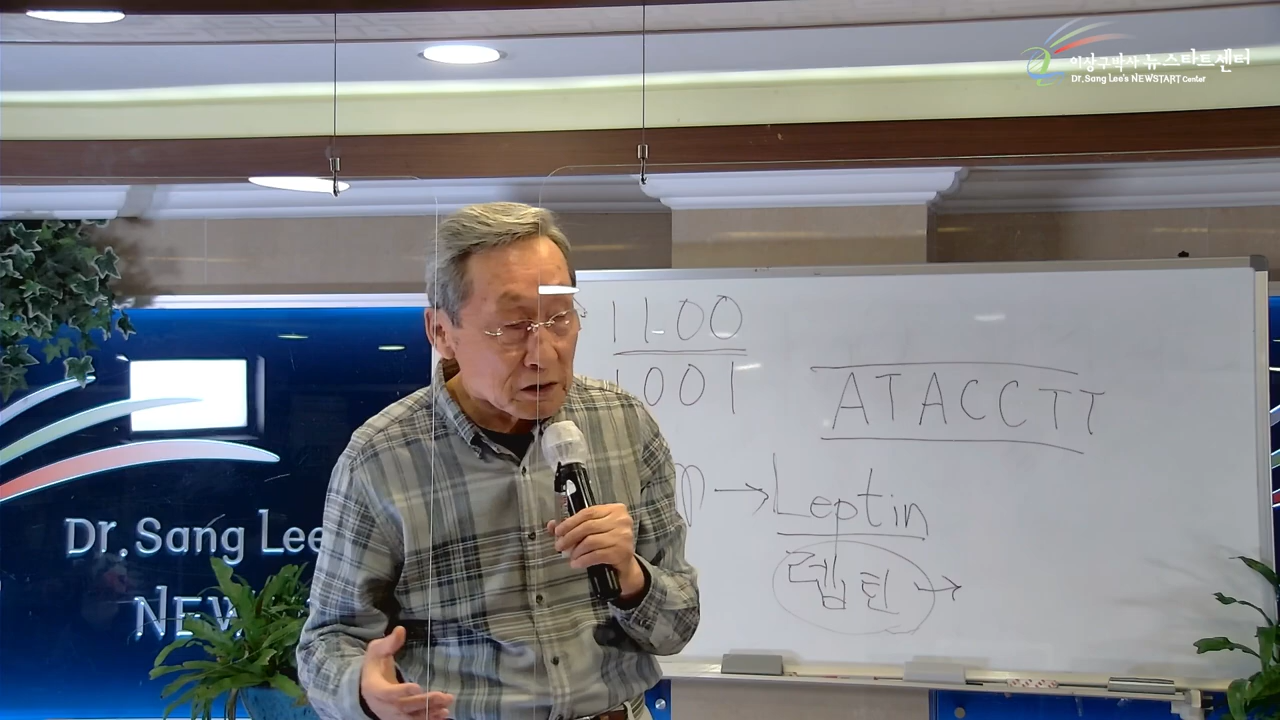 이상구박사 뉴스타트센터
Dr.Sang Lee's NEWSTART Center
1100
1001
ATACCTT
→ Leptin
렙틴 →
Dr.Sang Lee